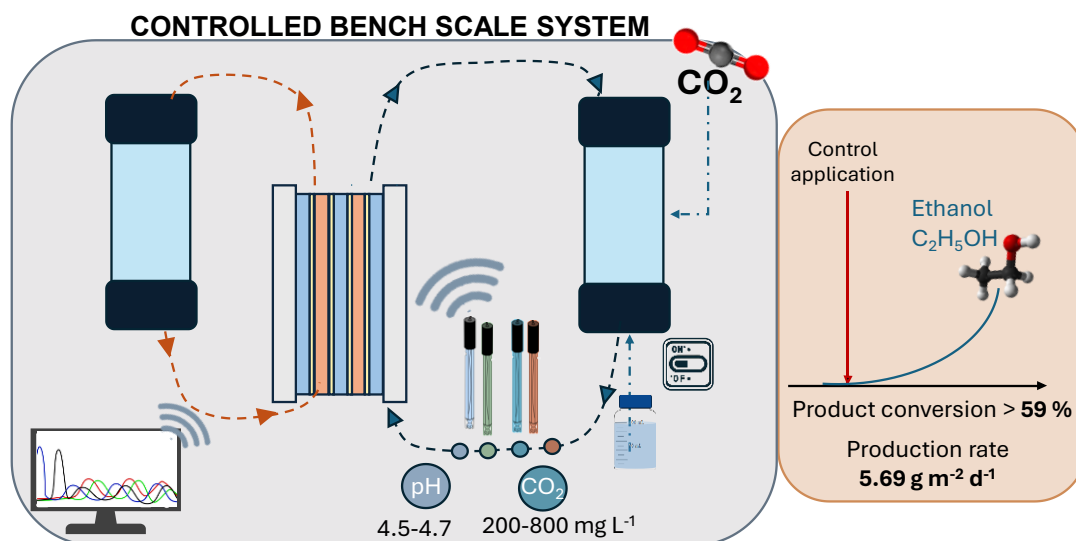 CONTROLLED BENCH SCALE SYSTEM
CO₂
Control
application
Ethanol
C₂H₅OH
ON
OF
pH
CO₂
4.5-4.7
200-800 mg L⁻¹
Product conversion > 59 %
Production rate
5.69 g m⁻² d⁻¹